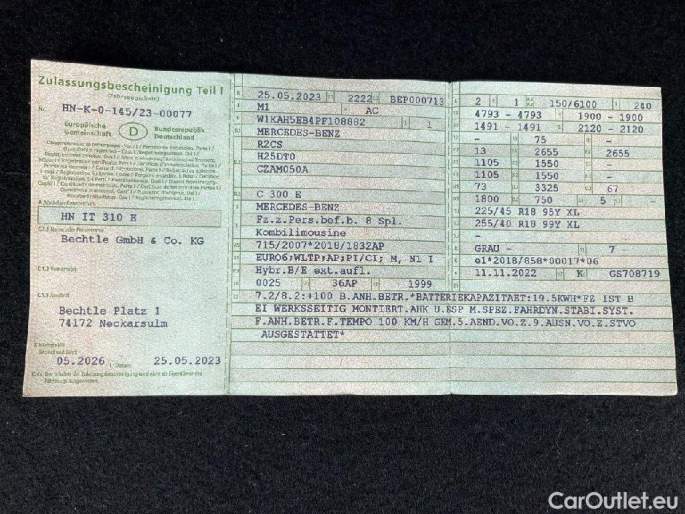 Zulassungsbescheinigung Teil I
(Fahrzeugschein)
Nr. HN-K-0-145/23-00077
Europäische Gemeinschaft D Bundesrepublik Deutschland
HN IT 310 E
Bechtle GmbH & Co. KG
Bechtle Platz 1
74172 Neckarsulm
05.2026 25.05.2023
25.05.2023 2222 BEP000713
M1 AC
W1KAH5EB4PF108882 1
MERCEDES-BENZ
R2CS
H25DT0
CZAM050A
C 300 E
MERCEDES-BENZ
Fz.z.Pers.bef.b. 8 Spl.
Kombilimousine
715/2007*2018/1832AP
EURO6;WLTP;AP;PI/CI; M, N1 I
Hybr.B/E ext.aufl.
0025 36AP 1999
7.2/8.2:+100 B.ANH.BETR.*BATTERIEKAPAZITAET:19.5KWH*FZ IST B
EI WERKSSEITIG MONTIERT.AHK U.ESP M.SPEZ.FAHRDYN.STABI.SYST.
F.ANH.BETR.F.TEMPO 100 KM/H GEM.5.AEND.VO.Z.9.AUSN.VO.Z.STVO
AUSGESTATTET*
2 1 150/6100 240
4793 - 4793 1900 - 1900
1491 - 1491 2120 - 2120
- 75 -
13 2655 2655
1105 1550 -
1105 1550 -
73 3325 67
1800 750 5 -
225/45 R18 95Y XL
255/40 R18 99Y XL
-
GRAU - 7 -
e1*2018/858*00017*06
11.11.2022 K GS708719
-
CarOutlet.eu